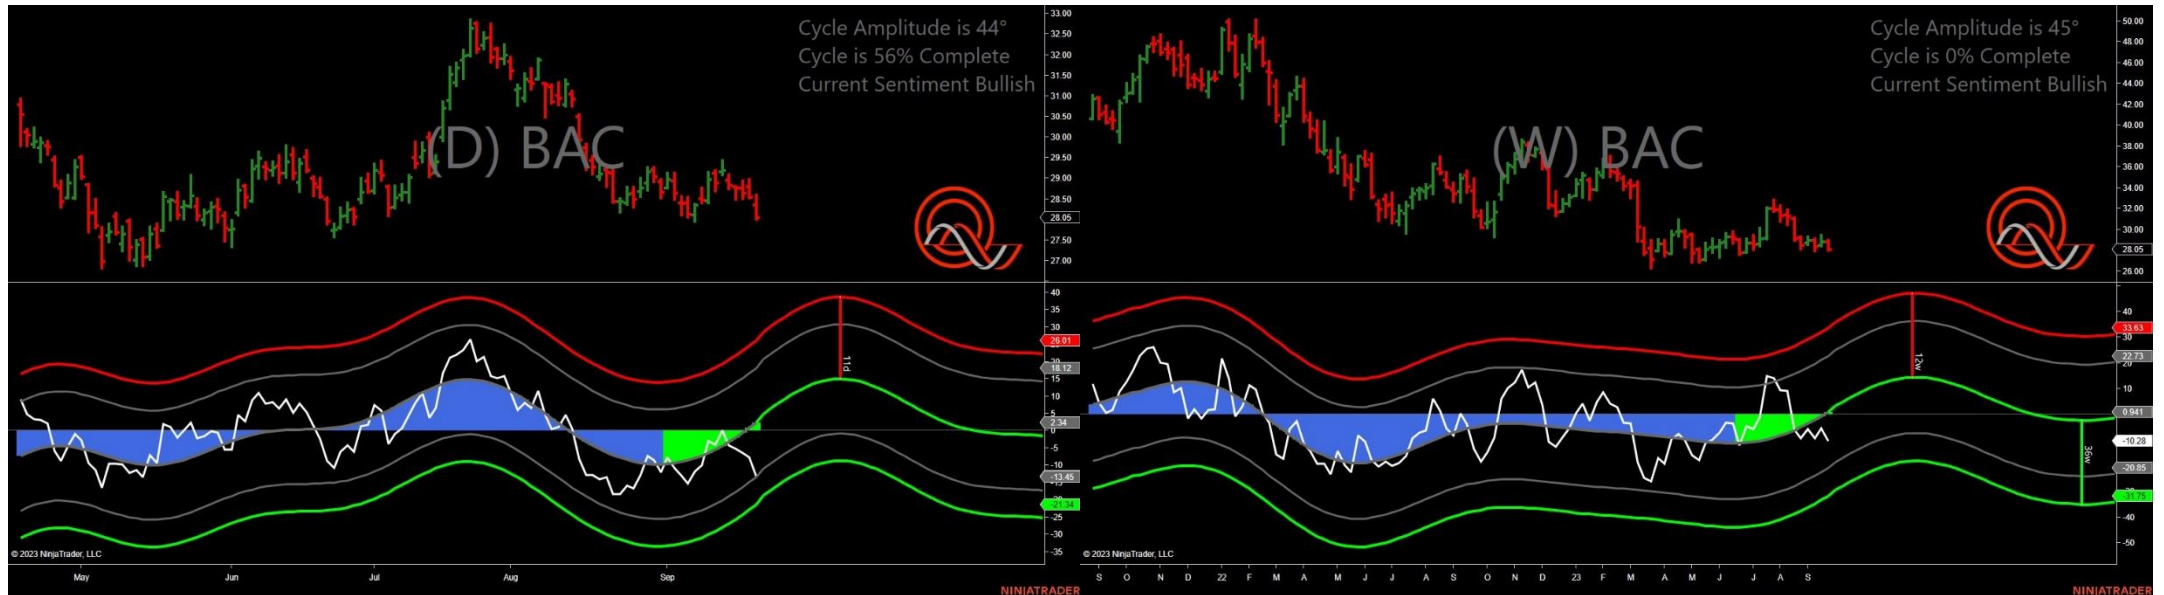 Cycle Amplitude is 44°
Cycle is 56% Complete
Current Sentiment Bullish
(D) BAC
33.00
32.50
32.00
31.50
31.00
30.50
30.00
29.50
29.00
28.50
28.05
27.50
27.00
40
35
30
26.01
18.12
15
10
5
2.34
0
-5
-10
-13.45
-21.34
-25
-30
-35
11d
© 2023 NinjaTrader, LLC
May
Jun
Jul
Aug
Sep
NINJATRADER
Cycle Amplitude is 45°
Cycle is 0% Complete
Current Sentiment Bullish
(W) BAC
50.00
48.00
46.00
44.00
42.00
40.00
38.00
36.00
34.00
32.00
30.00
28.05
26.00
40
33.63
22.73
10
0.941
-10.28
-20.85
-31.75
-40
-50
12w
36w
© 2023 NinjaTrader, LLC
S O N D 22 F M A M J J A S O N D 23 F M A M J J A S
NINJATRADER